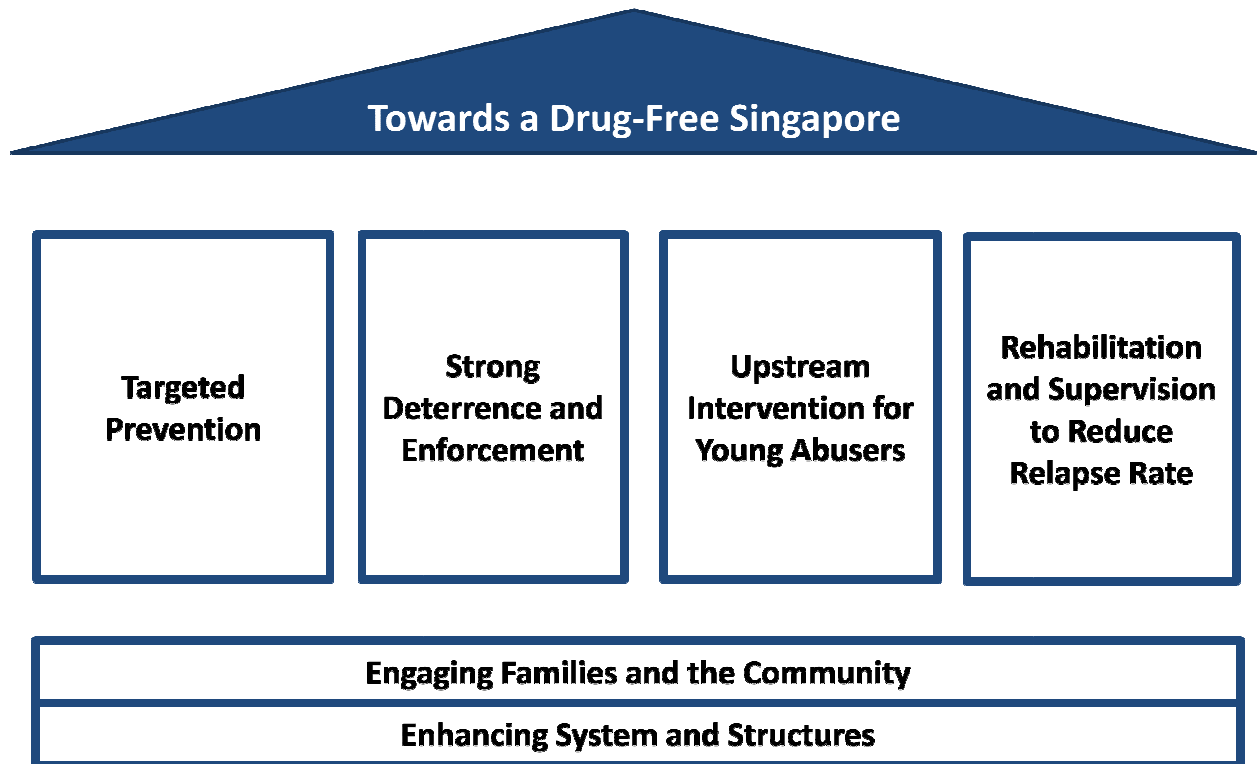 Towards a Drug-Free Singapore
Targeted
Prevention
Strong
Deterrence and
Enforcement
Upstream
Intervention for
Young Abusers
Rehabilitation
and Supervision
to Reduce
Relapse Rate
Engaging Families and the Community
Enhancing System and Structures